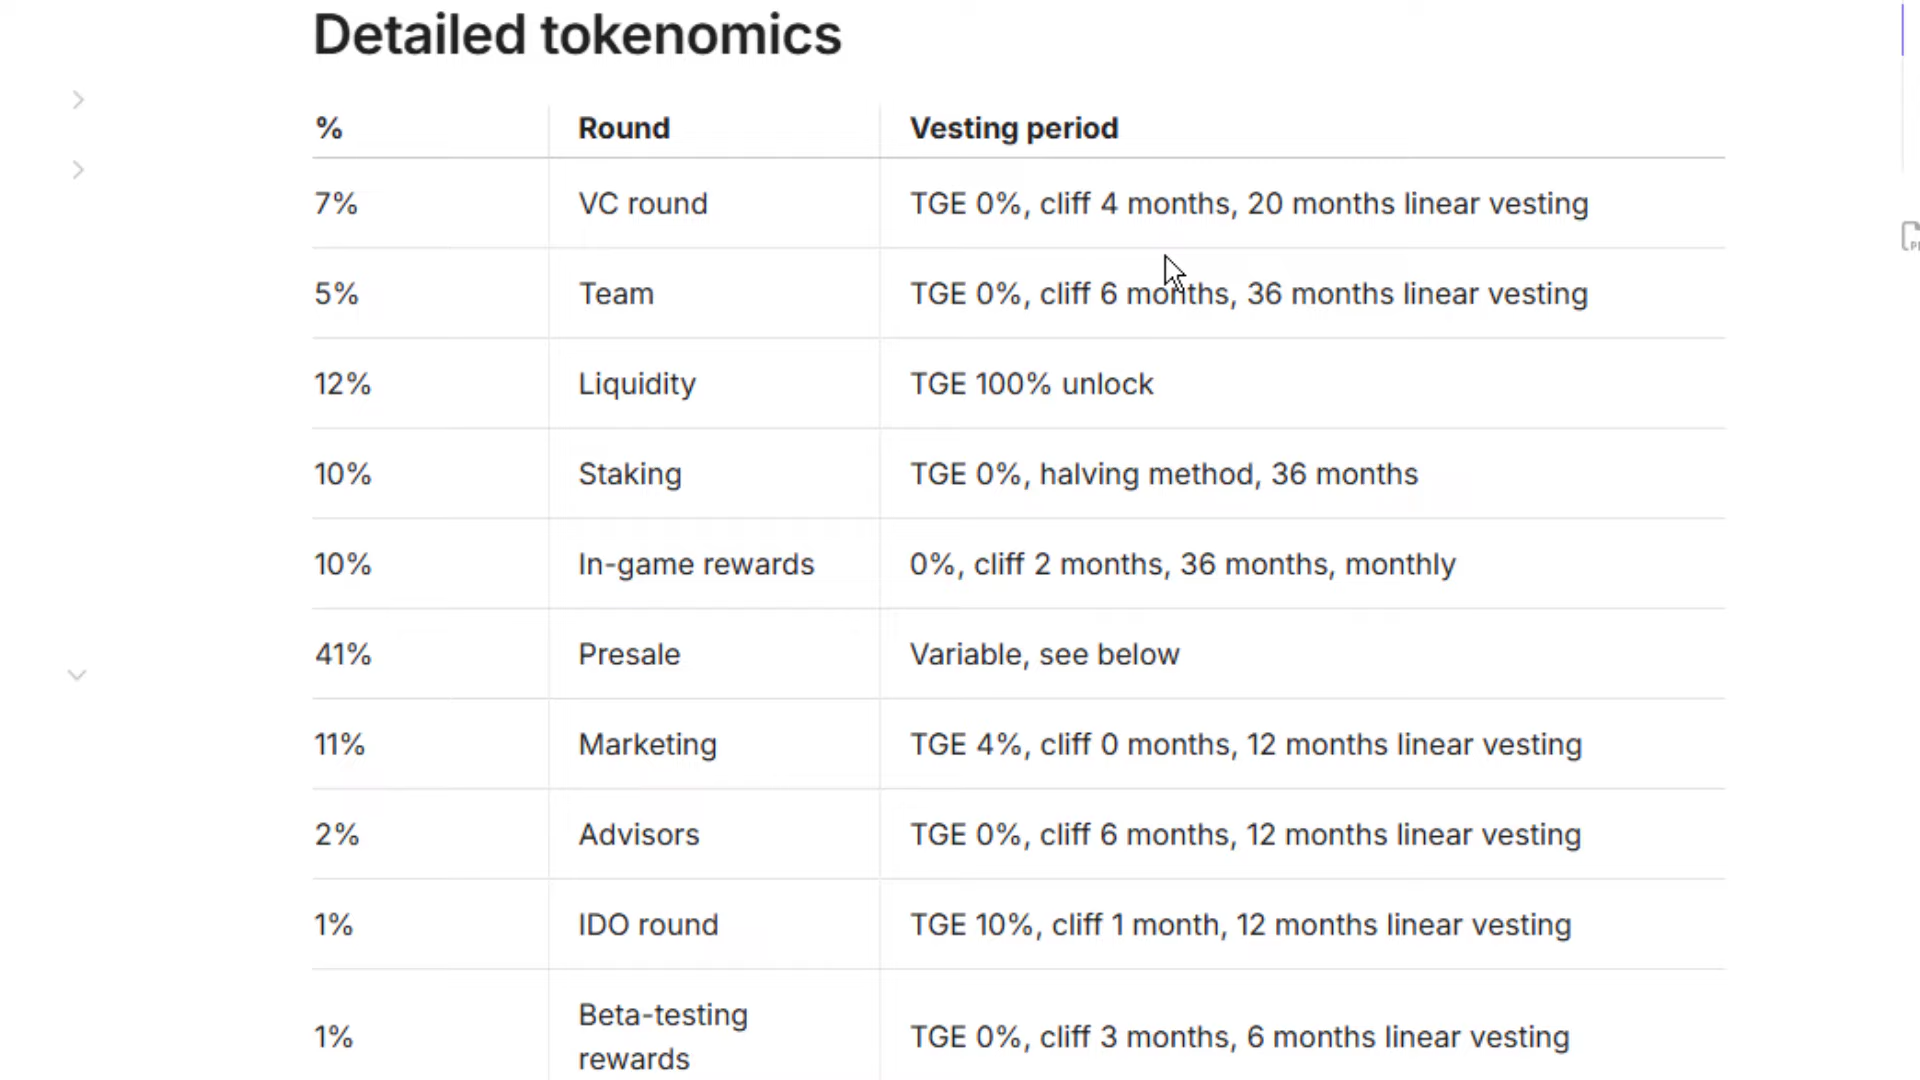 Detailed tokenomics
% Round Vesting period
7% VC round TGE 0%, cliff 4 months, 20 months linear vesting
5% Team TGE 0%, cliff 6 months, 36 months linear vesting
12% Liquidity TGE 100% unlock
10% Staking TGE 0%, halving method, 36 months
10% In-game rewards 0%, cliff 2 months, 36 months, monthly
41% Presale Variable, see below
11% Marketing TGE 4%, cliff 0 months, 12 months linear vesting
2% Advisors TGE 0%, cliff 6 months, 12 months linear vesting
1% IDO round TGE 10%, cliff 1 month, 12 months linear vesting
1% Beta-testing rewards TGE 0%, cliff 3 months, 6 months linear vesting